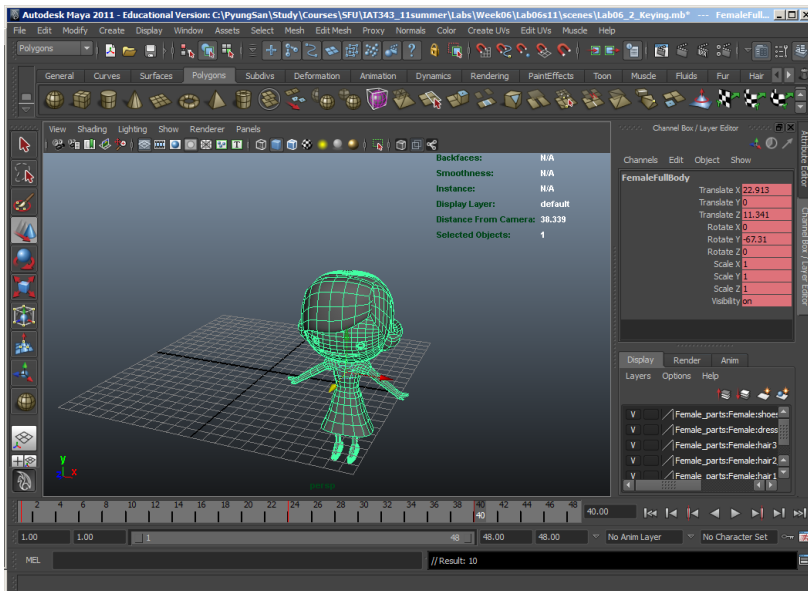 Autodesk Maya 2011 - Educational Version: C:\PyungSan\Study\Courses\SFU\IAT343_11summer\Labs\Week06\Lab06s11\scenes\Lab06_2_Keying.mb* --- FemaleFull...
File Edit Modify Create Display Window Assets Select Mesh Edit Mesh Proxy Normals Color Create UVs Edit UVs Muscle Help
Polygons
General Curves Surfaces Polygons Subdivs Deformation Animation Dynamics Rendering PaintEffects Toon Muscle Fluids Fur Hair
View Shading Lighting Show Renderer Panels
Backfaces: N/A
Smoothness: N/A
Instance: N/A
Display Layer: default
Distance From Camera: 38.339
Selected Objects: 1
y
x
persp
Channel Box / Layer Editor
Channels Edit Object Show
FemaleFullBody
Translate X 22.913
Translate Y 0
Translate Z 11.341
Rotate X 0
Rotate Y -67.31
Rotate Z 0
Scale X 1
Scale Y 1
Scale Z 1
Visibility on
Attribute Editor
Channel Box / Layer Editor
Display Render Anim
Layers Options Help
V Female_parts:Female:shoe
V Female_parts:Female:dress
V Female_parts:Female:hair3
V Female_parts:Female:hair2
V Female_parts:Female:hair1
2 4 6 8 10 12 14 16 18 20 22 24 26 28 30 32 34 36 38 40 42 44 46 48
40
40.00
1.00 1.00 1 48 48.00 48.00 No Anim Layer No Character Set
MEL // Result: 10